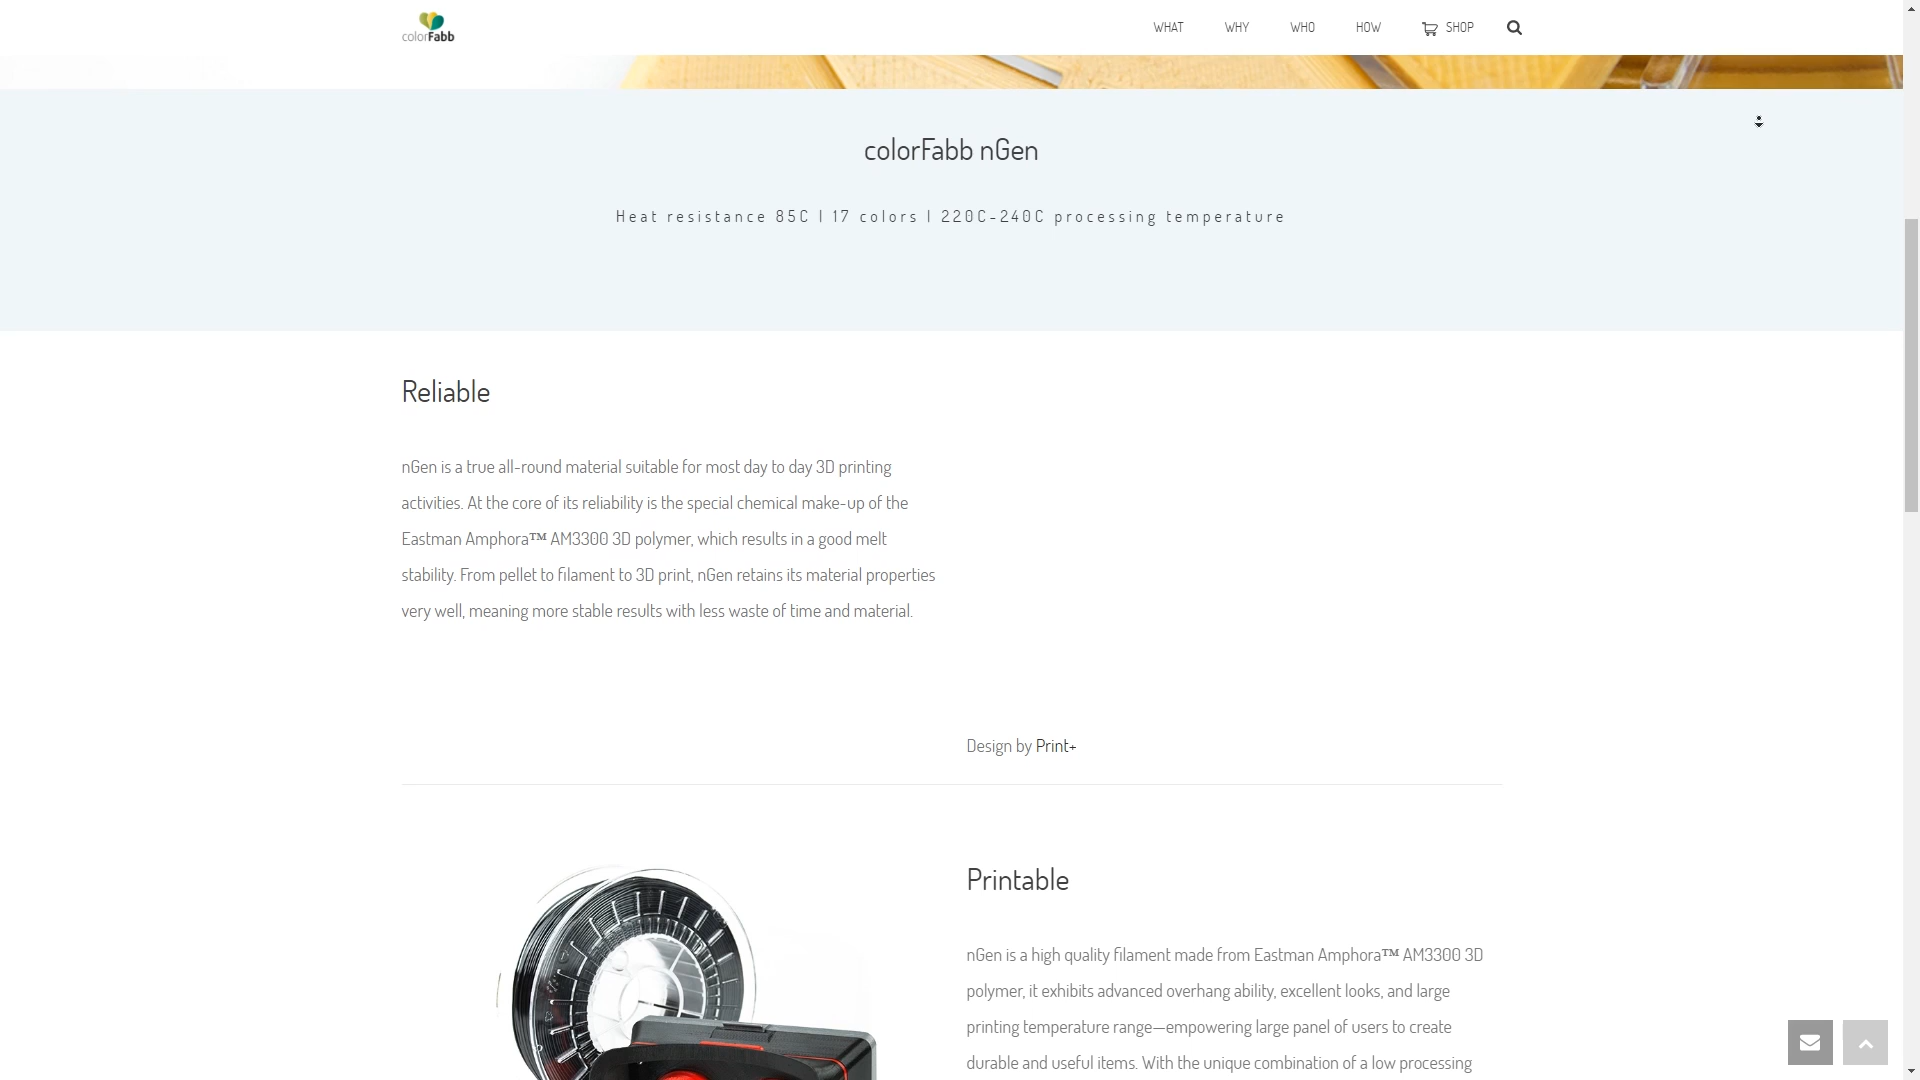 colorFabb
WHAT WHY WHO HOW SHOP
colorFabb nGen
Heat resistance 85C | 17 colors | 220C-240C processing temperature
Reliable
nGen is a true all-round material suitable for most day to day 3D printing
activities. At the core of its reliability is the special chemical make-up of the
Eastman Amphora™ AM3300 3D polymer, which results in a good melt
stability. From pellet to filament to 3D print, nGen retains its material properties
very well, meaning more stable results with less waste of time and material.
Design by Print+
Printable
nGen is a high quality filament made from Eastman Amphora™ AM3300 3D
polymer, it exhibits advanced overhang ability, excellent looks, and large
printing temperature range—empowering large panel of users to create
durable and useful items. With the unique combination of a low processing